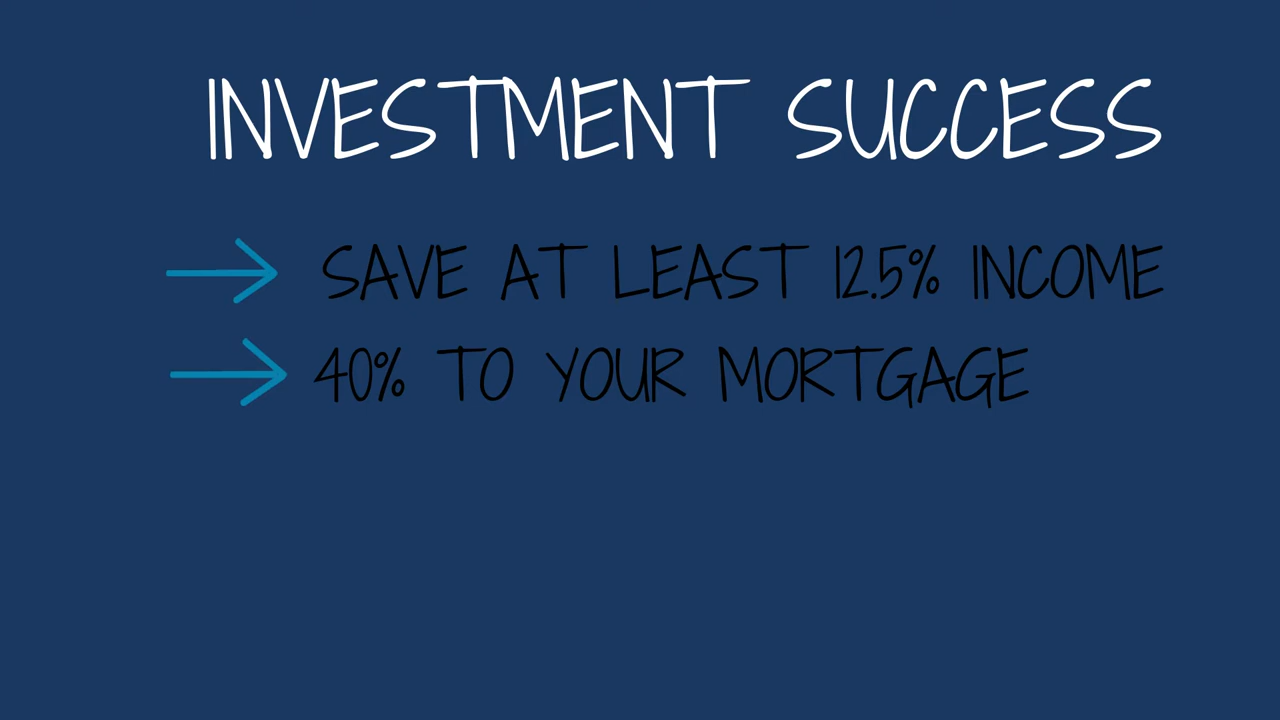 INVESTMENT SUCCESS
SAVE AT LEAST 12.5% INCOME
40% TO YOUR MORTGAGE